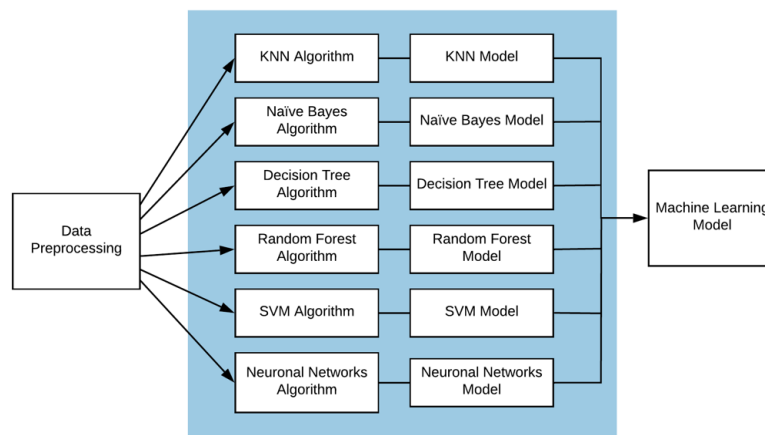 KNN Algorithm
KNN Model
Naïve Bayes
Algorithm
Naïve Bayes Model
Decision Tree
Algorithm
Decision Tree Model
Data
Preprocessing
Machine Learning
Model
Random Forest
Algorithm
Random Forest
Model
SVM Algorithm
SVM Model
Neuronal Networks
Algorithm
Neuronal Networks
Model